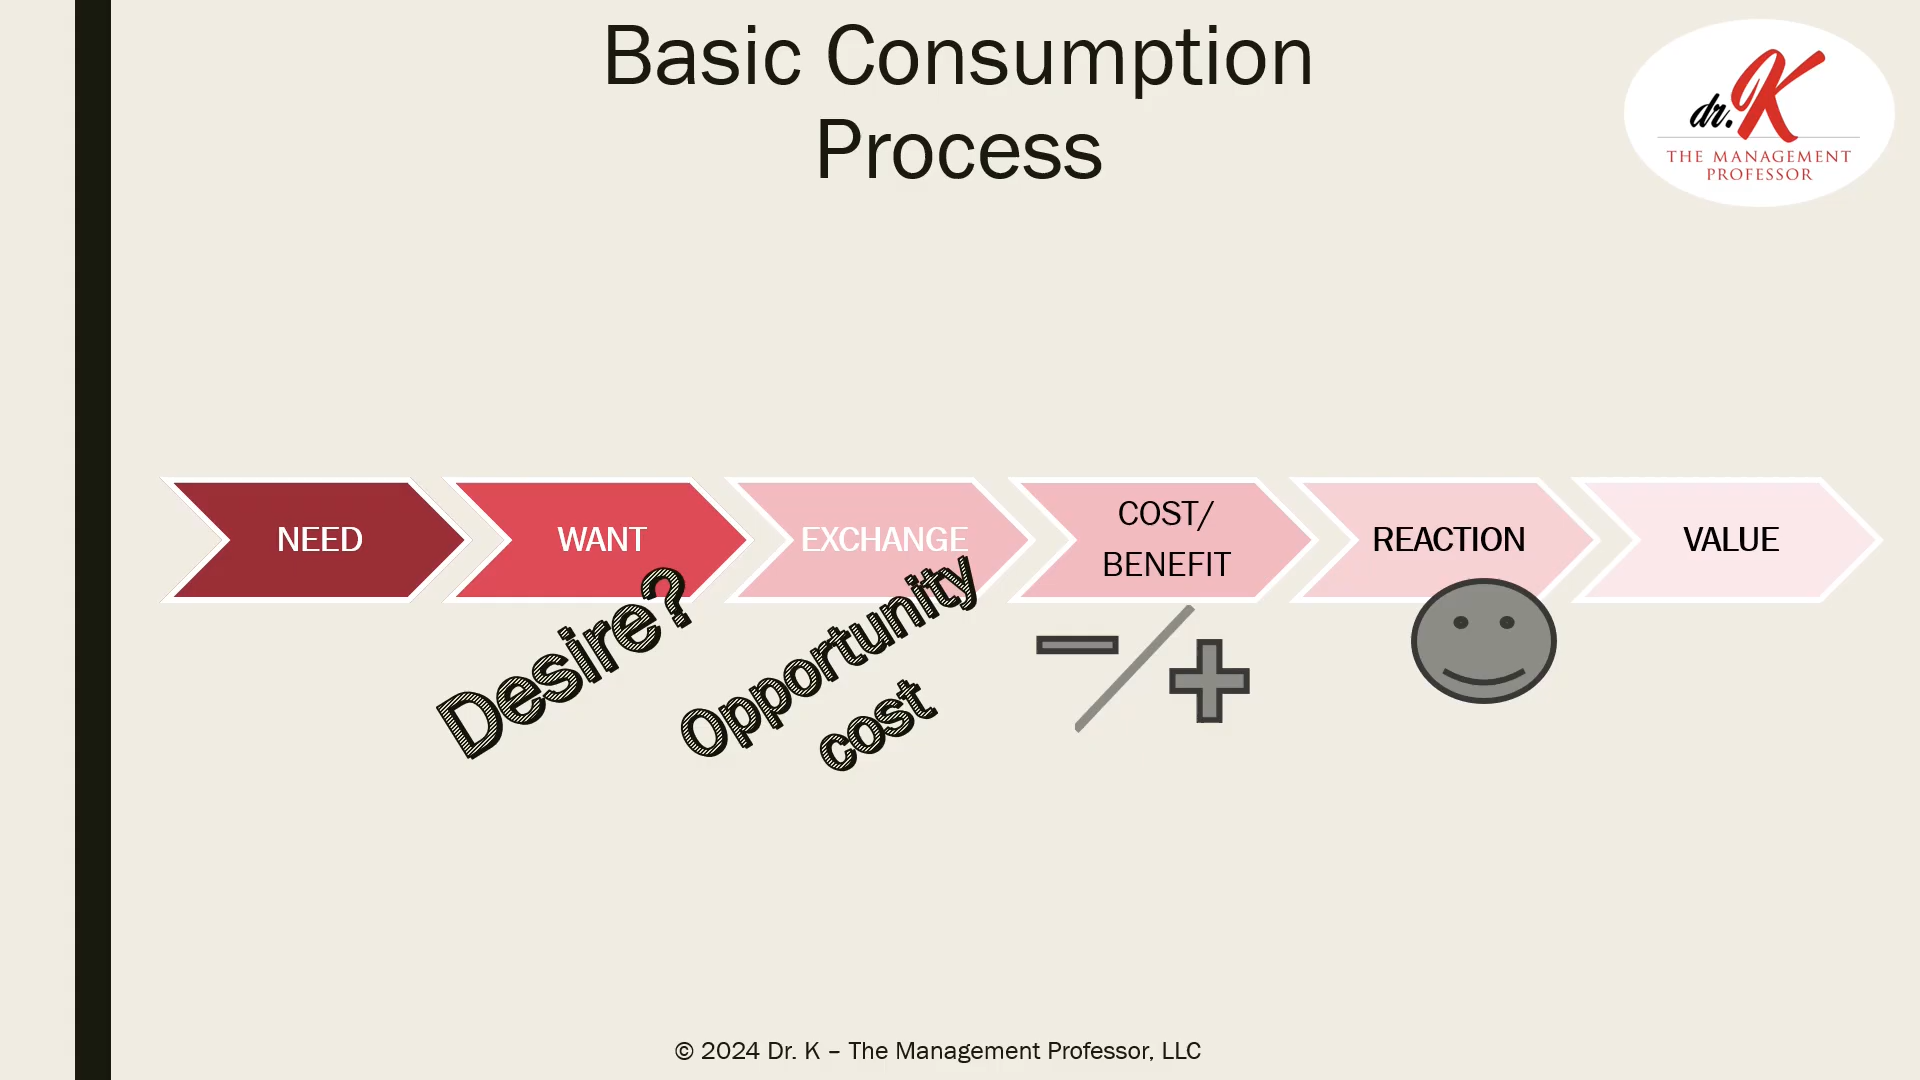 Basic Consumption
Process
dr.K
THE MANAGEMENT
PROFESSOR
NEED
WANT
EXCHANGE
COST/
BENEFIT
REACTION
VALUE
Desire?
Opportunity
cost
© 2024 Dr. K – The Management Professor, LLC